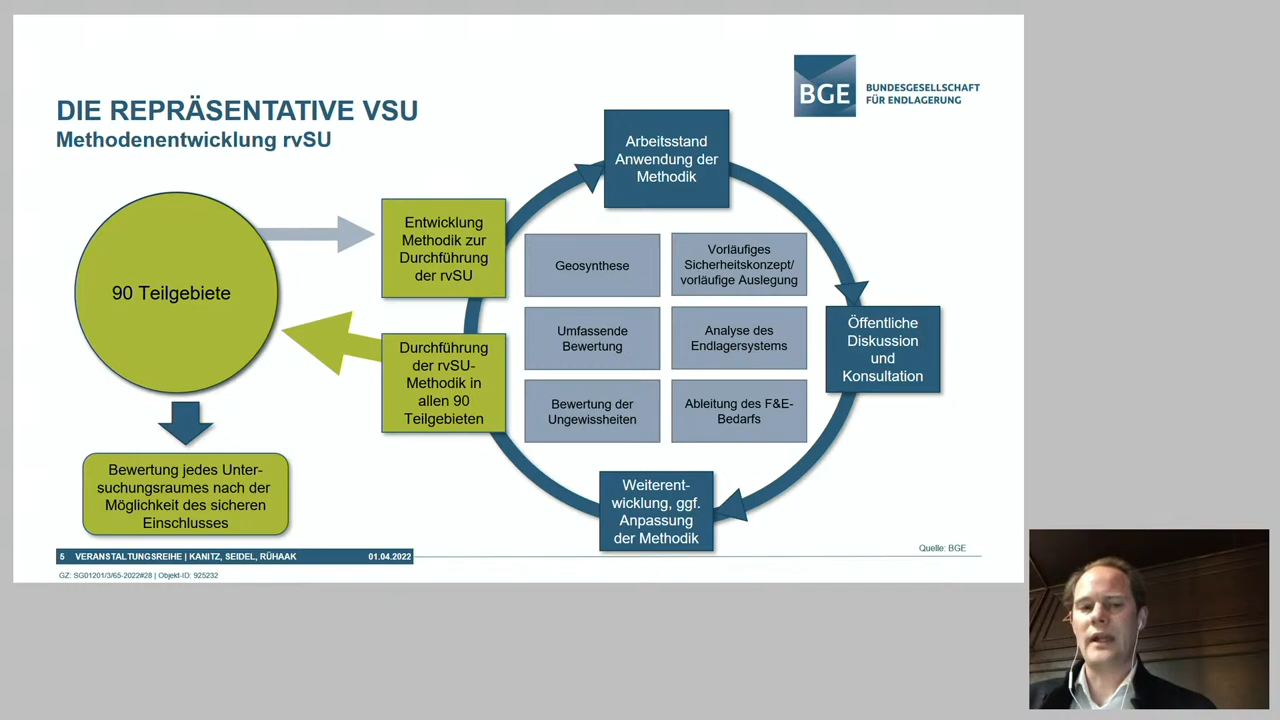 DIE REPRÄSENTATIVE VSU
Methodenentwicklung rvSU
BGE
BUNDESGESELLSCHAFT
FÜR ENDLAGERUNG
90 Teilgebiete
Bewertung jedes Unter-
suchungsraumes nach der
Möglichkeit des sicheren
Einschlusses
Entwicklung
Methodik zur
Durchführung
der rvSU
Durchführung
der rvSU-
Methodik in
allen 90
Teilgebieten
Arbeitsstand
Anwendung der
Methodik
Geosynthese
Vorläufiges
Sicherheitskonzept/
vorläufige Auslegung
Umfassende
Bewertung
Analyse des
Endlagersystems
Bewertung der
Ungewissheiten
Ableitung des F&E-
Bedarfs
Öffentliche
Diskussion
und
Konsultation
Weiterent-
wicklung, ggf.
Anpassung
der Methodik
Quelle: BGE
5 VERANSTALTUNGSREIHE | KANITZ, SEIDEL, RÜHAAK 01.04.2022
GZ: SG01201/3/65-2022#28 | Objekt-ID: 925232